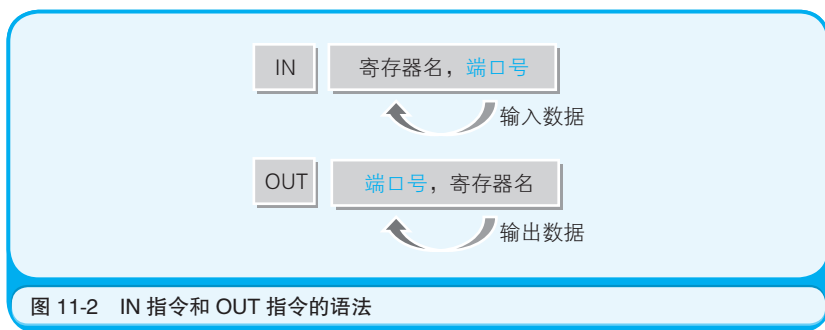 IN 寄存器名，端口号
输入数据
OUT 端口号，寄存器名
输出数据
图 11-2 IN 指令和 OUT 指令的语法